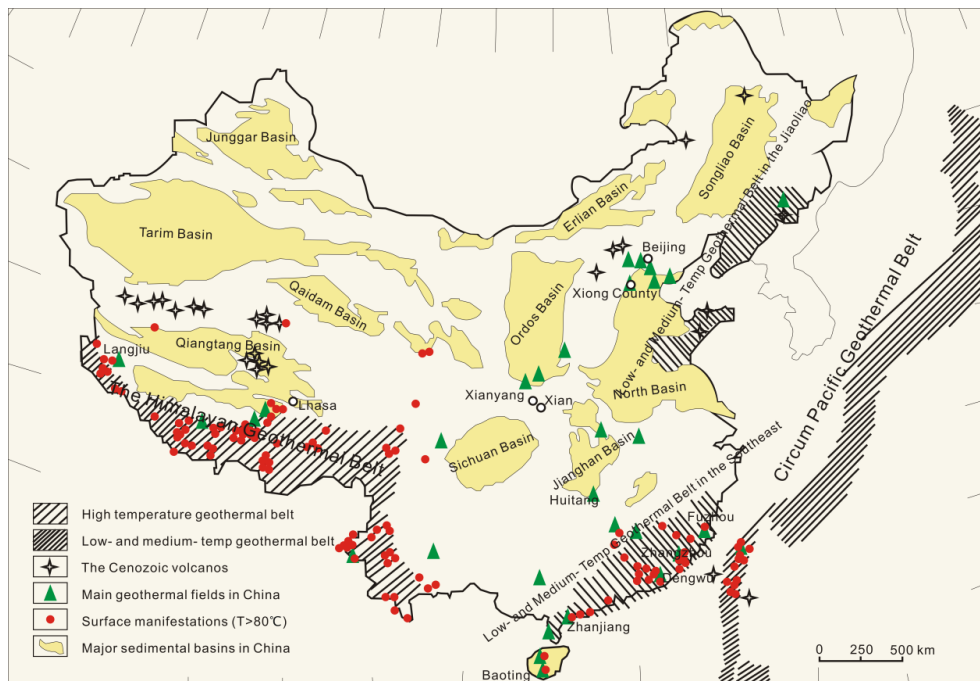 Junggar Basin
Songliao Basin
Low- and Medium- Temp Geothermal Belt in the Jiaoliao
Erlian Basin
Tarim Basin
Beijing
Qaidam Basin
Xiong County
Ordos Basin
Circum Pacific Geothermal Belt
Langjiu
Qiangtang Basin
The Himalayan Geothermal Belt
Lhasa
Xianyang
Xian
North Basin
Sichuan Basin
Jianghan Basin
Huitang
Low- and Medium- Temp Geothermal Belt in the Southeast
Fuzhou
Zhangzhou
Dengwu
Zhanjiang
Baoting
High temperature geothermal belt
Low- and medium- temp geothermal belt
The Cenozoic volcanos
Main geothermal fields in China
Surface manifestations (T>80℃)
Major sedimental basins in China
0 250 500 km